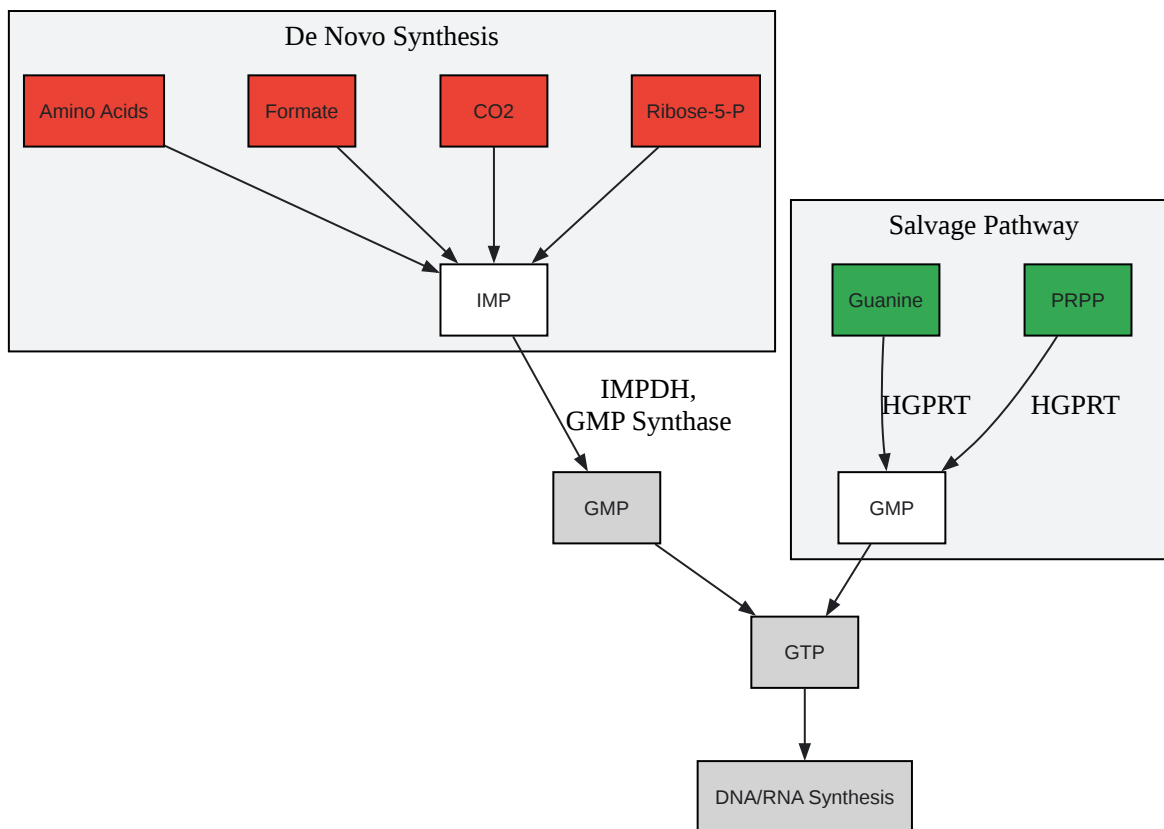 De Novo Synthesis
Amino Acids
Formate
CO2
Ribose-5-P
IMP
Salvage Pathway
Guanine
PRPP
IMPDH,
GMP Synthase
HGPRT
HGPRT
GMP
GMP
GTP
DNA/RNA Synthesis